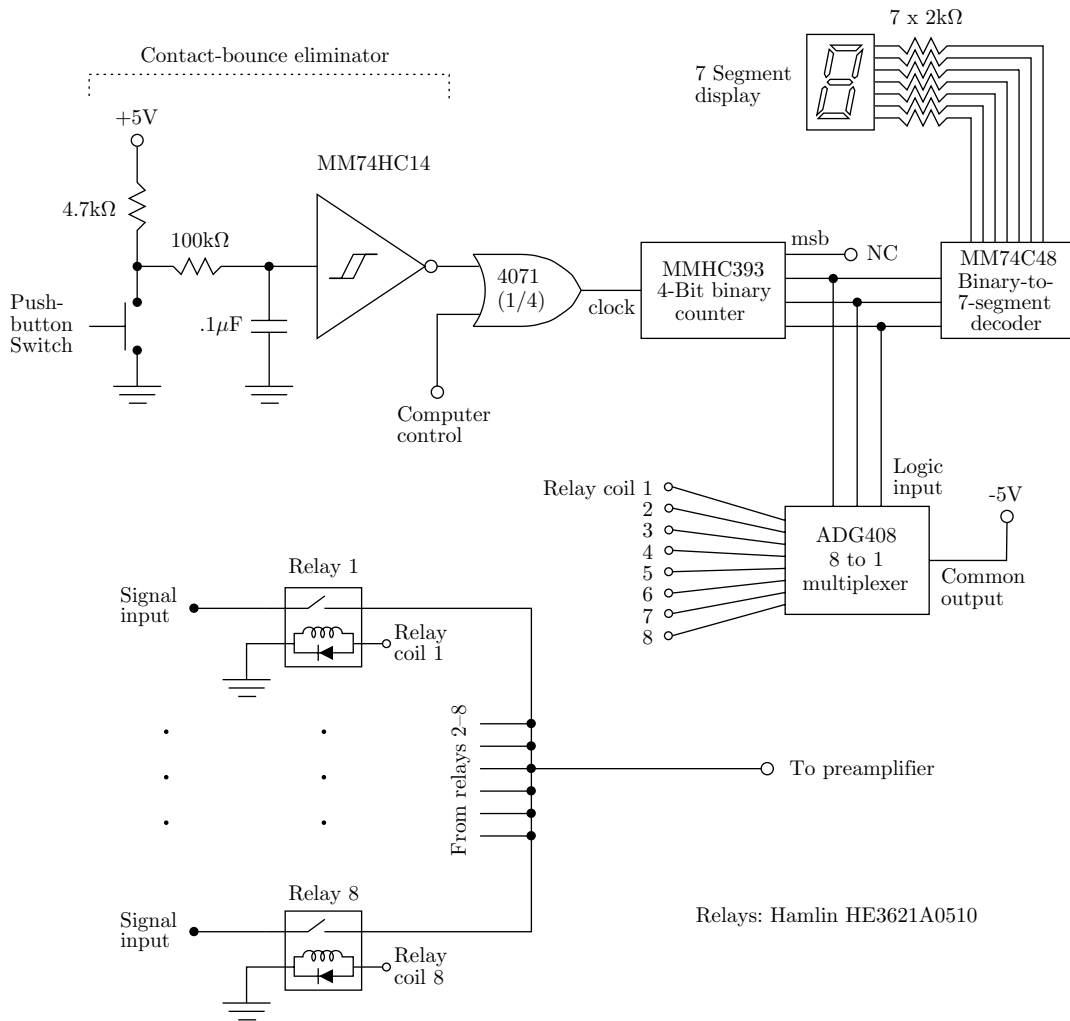 7 x 2kΩ
Contact-bounce eliminator
7 Segment
display
+5V
MM74HC14
4.7kΩ
100kΩ
msb
NC
4071
(1/4)
MMHC393
4-Bit binary
counter
MM74C48
Binary-to-
7-segment
decoder
Push-
button
Switch
.1μF
clock
Computer
control
Logic
input
-5V
Relay coil 1
2
3
4
5
6
7
8
ADG408
8 to 1
multiplexer
Common
output
Relay 1
Signal
input
Relay
coil 1
From relays 2–8
To preamplifier
Relay 8
Signal
input
Relay
coil 8
Relays: Hamlin HE3621A0510